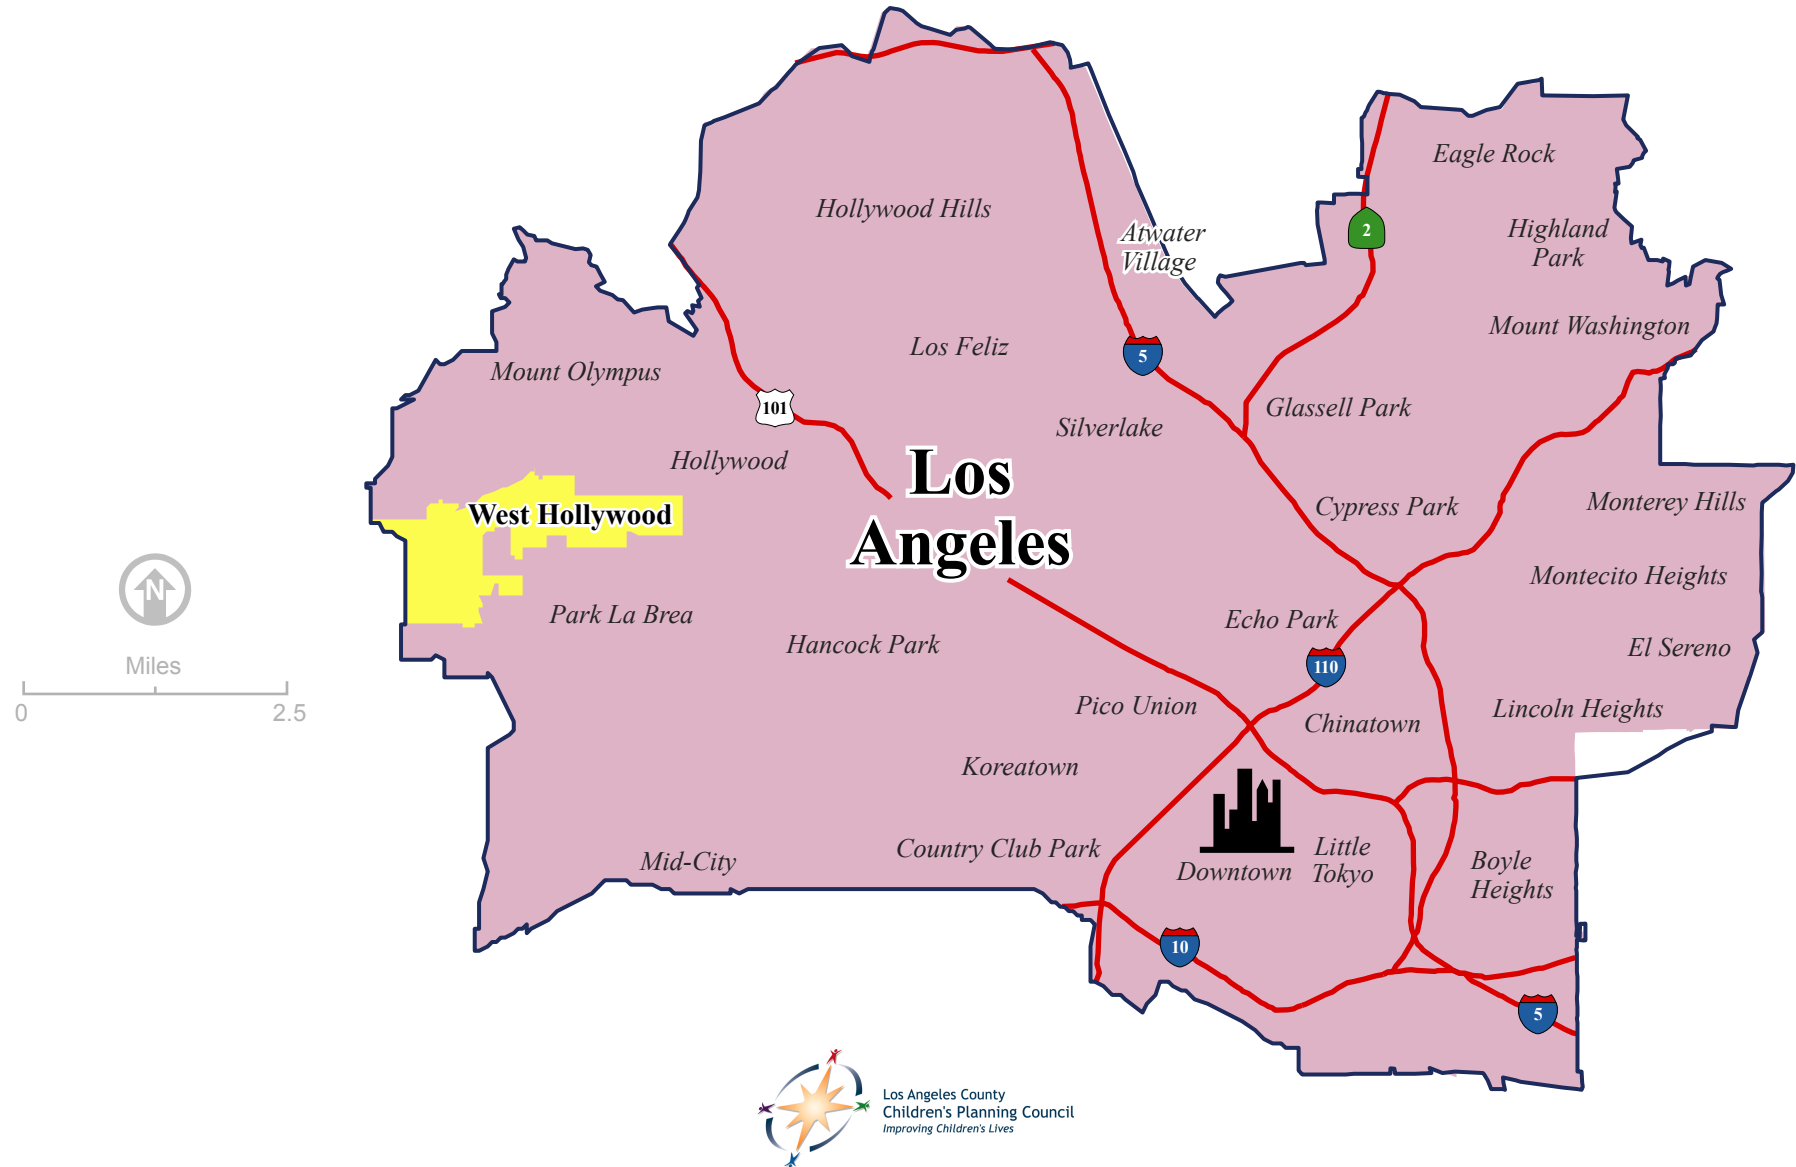 Eagle Rock
Hollywood Hills
2
Highland
Park
Atwater
Village
Mount Washington
Los Feliz
5
Mount Olympus
101
Glassell Park
Silverlake
Hollywood
Los
Angeles
Monterey Hills
Cypress Park
West Hollywood
Montecito Heights
N
Park La Brea
Echo Park
Hancock Park
El Sereno
Miles
110
0
2.5
Pico Union
Lincoln Heights
Chinatown
Koreatown
Country Club Park
Mid-City
Little
Tokyo
Downtown
Boyle
Heights
10
5
Los Angeles County
Children's Planning Council
Improving Children's Lives